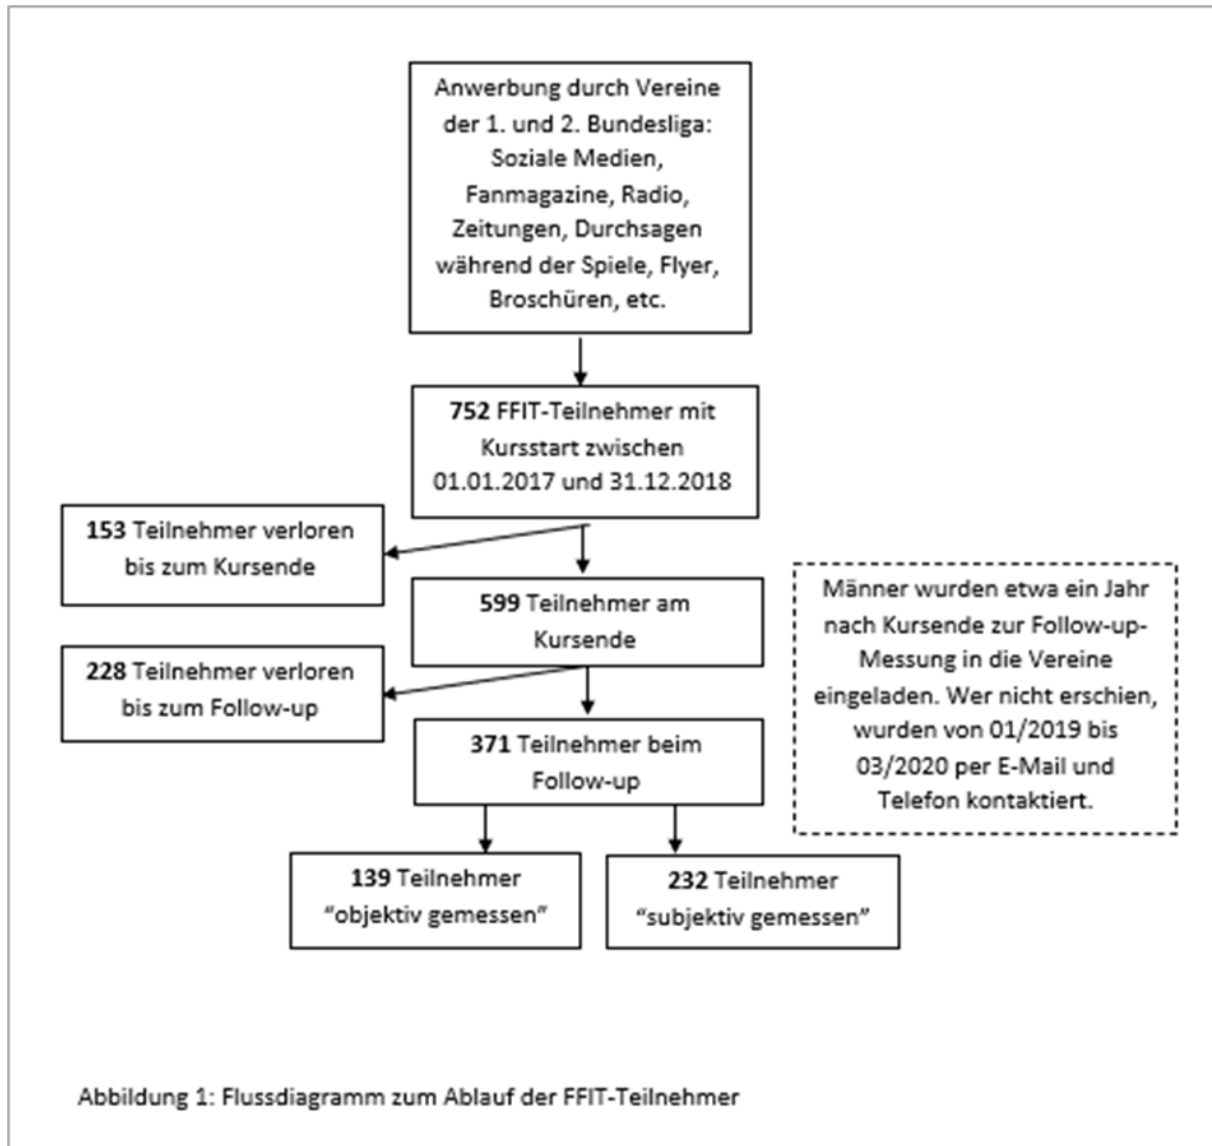 Anwerbung durch Vereine
der 1. und 2. Bundesliga:
Soziale Medien,
Fanmagazine, Radio,
Zeitungen, Durchsagen
während der Spiele, Flyer,
Broschüren, etc.
752 FFIT-Teilnehmer mit
Kursstart zwischen
01.01.2017 und 31.12.2018
153 Teilnehmer verloren
bis zum Kursende
599 Teilnehmer am
Kursende
Männer wurden etwa ein Jahr
nach Kursende zur Follow-up-
Messung in die Vereine
eingeladen. Wer nicht erschien,
wurden von 01/2019 bis
03/2020 per E-Mail und
Telefon kontaktiert.
228 Teilnehmer verloren
bis zum Follow-up
371 Teilnehmer beim
Follow-up
139 Teilnehmer
“objektiv gemessen”
232 Teilnehmer
“subjektiv gemessen”
Abbildung 1: Flussdiagramm zum Ablauf der FFIT-Teilnehmer